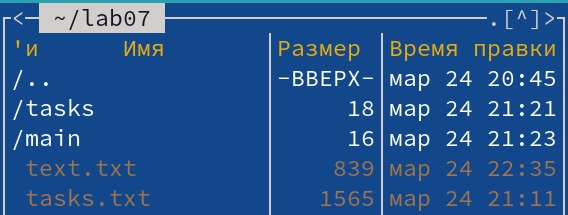 <- ~/lab07 .[^]>
'и Имя Размер Время правки
/.. -ВВЕРХ- мар 24 20:45
/tasks 18 мар 24 21:21
/main 16 мар 24 21:23
text.txt 839 мар 24 22:35
tasks.txt 1565 мар 24 21:11